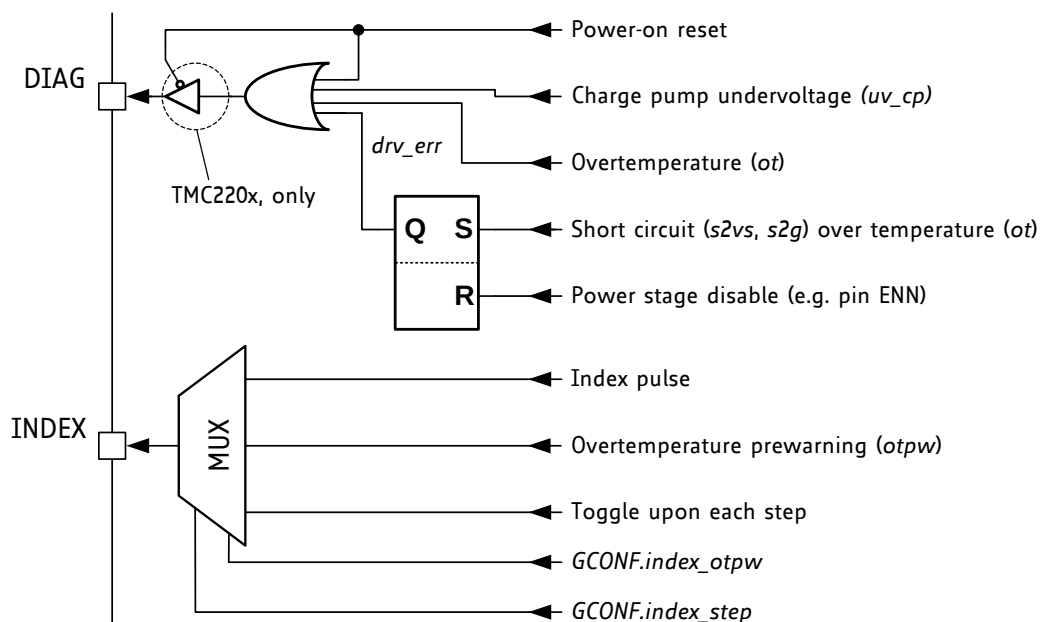 Power-on reset
DIAG
Charge pump undervoltage (uv_cp)
drv_err
Overtemperature (ot)
TMC220x, only
Q S
Short circuit (s2vs, s2g) over temperature (ot)
R
Power stage disable (e.g. pin ENN)
Index pulse
INDEX
MUX
Overtemperature prewarning (otpw)
Toggle upon each step
GCONF.index_otpw
GCONF.index_step